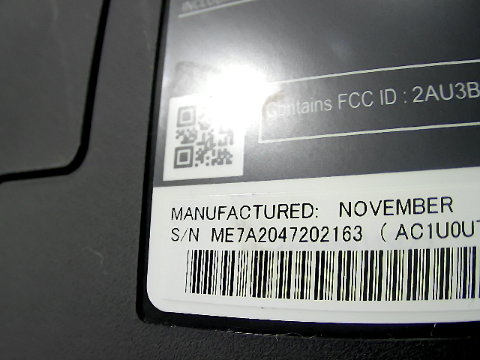 Contains FCC ID : 2AU3B
MANUFACTURED: NOVEMBER
S/N ME7A2047202163 ( AC1U0U